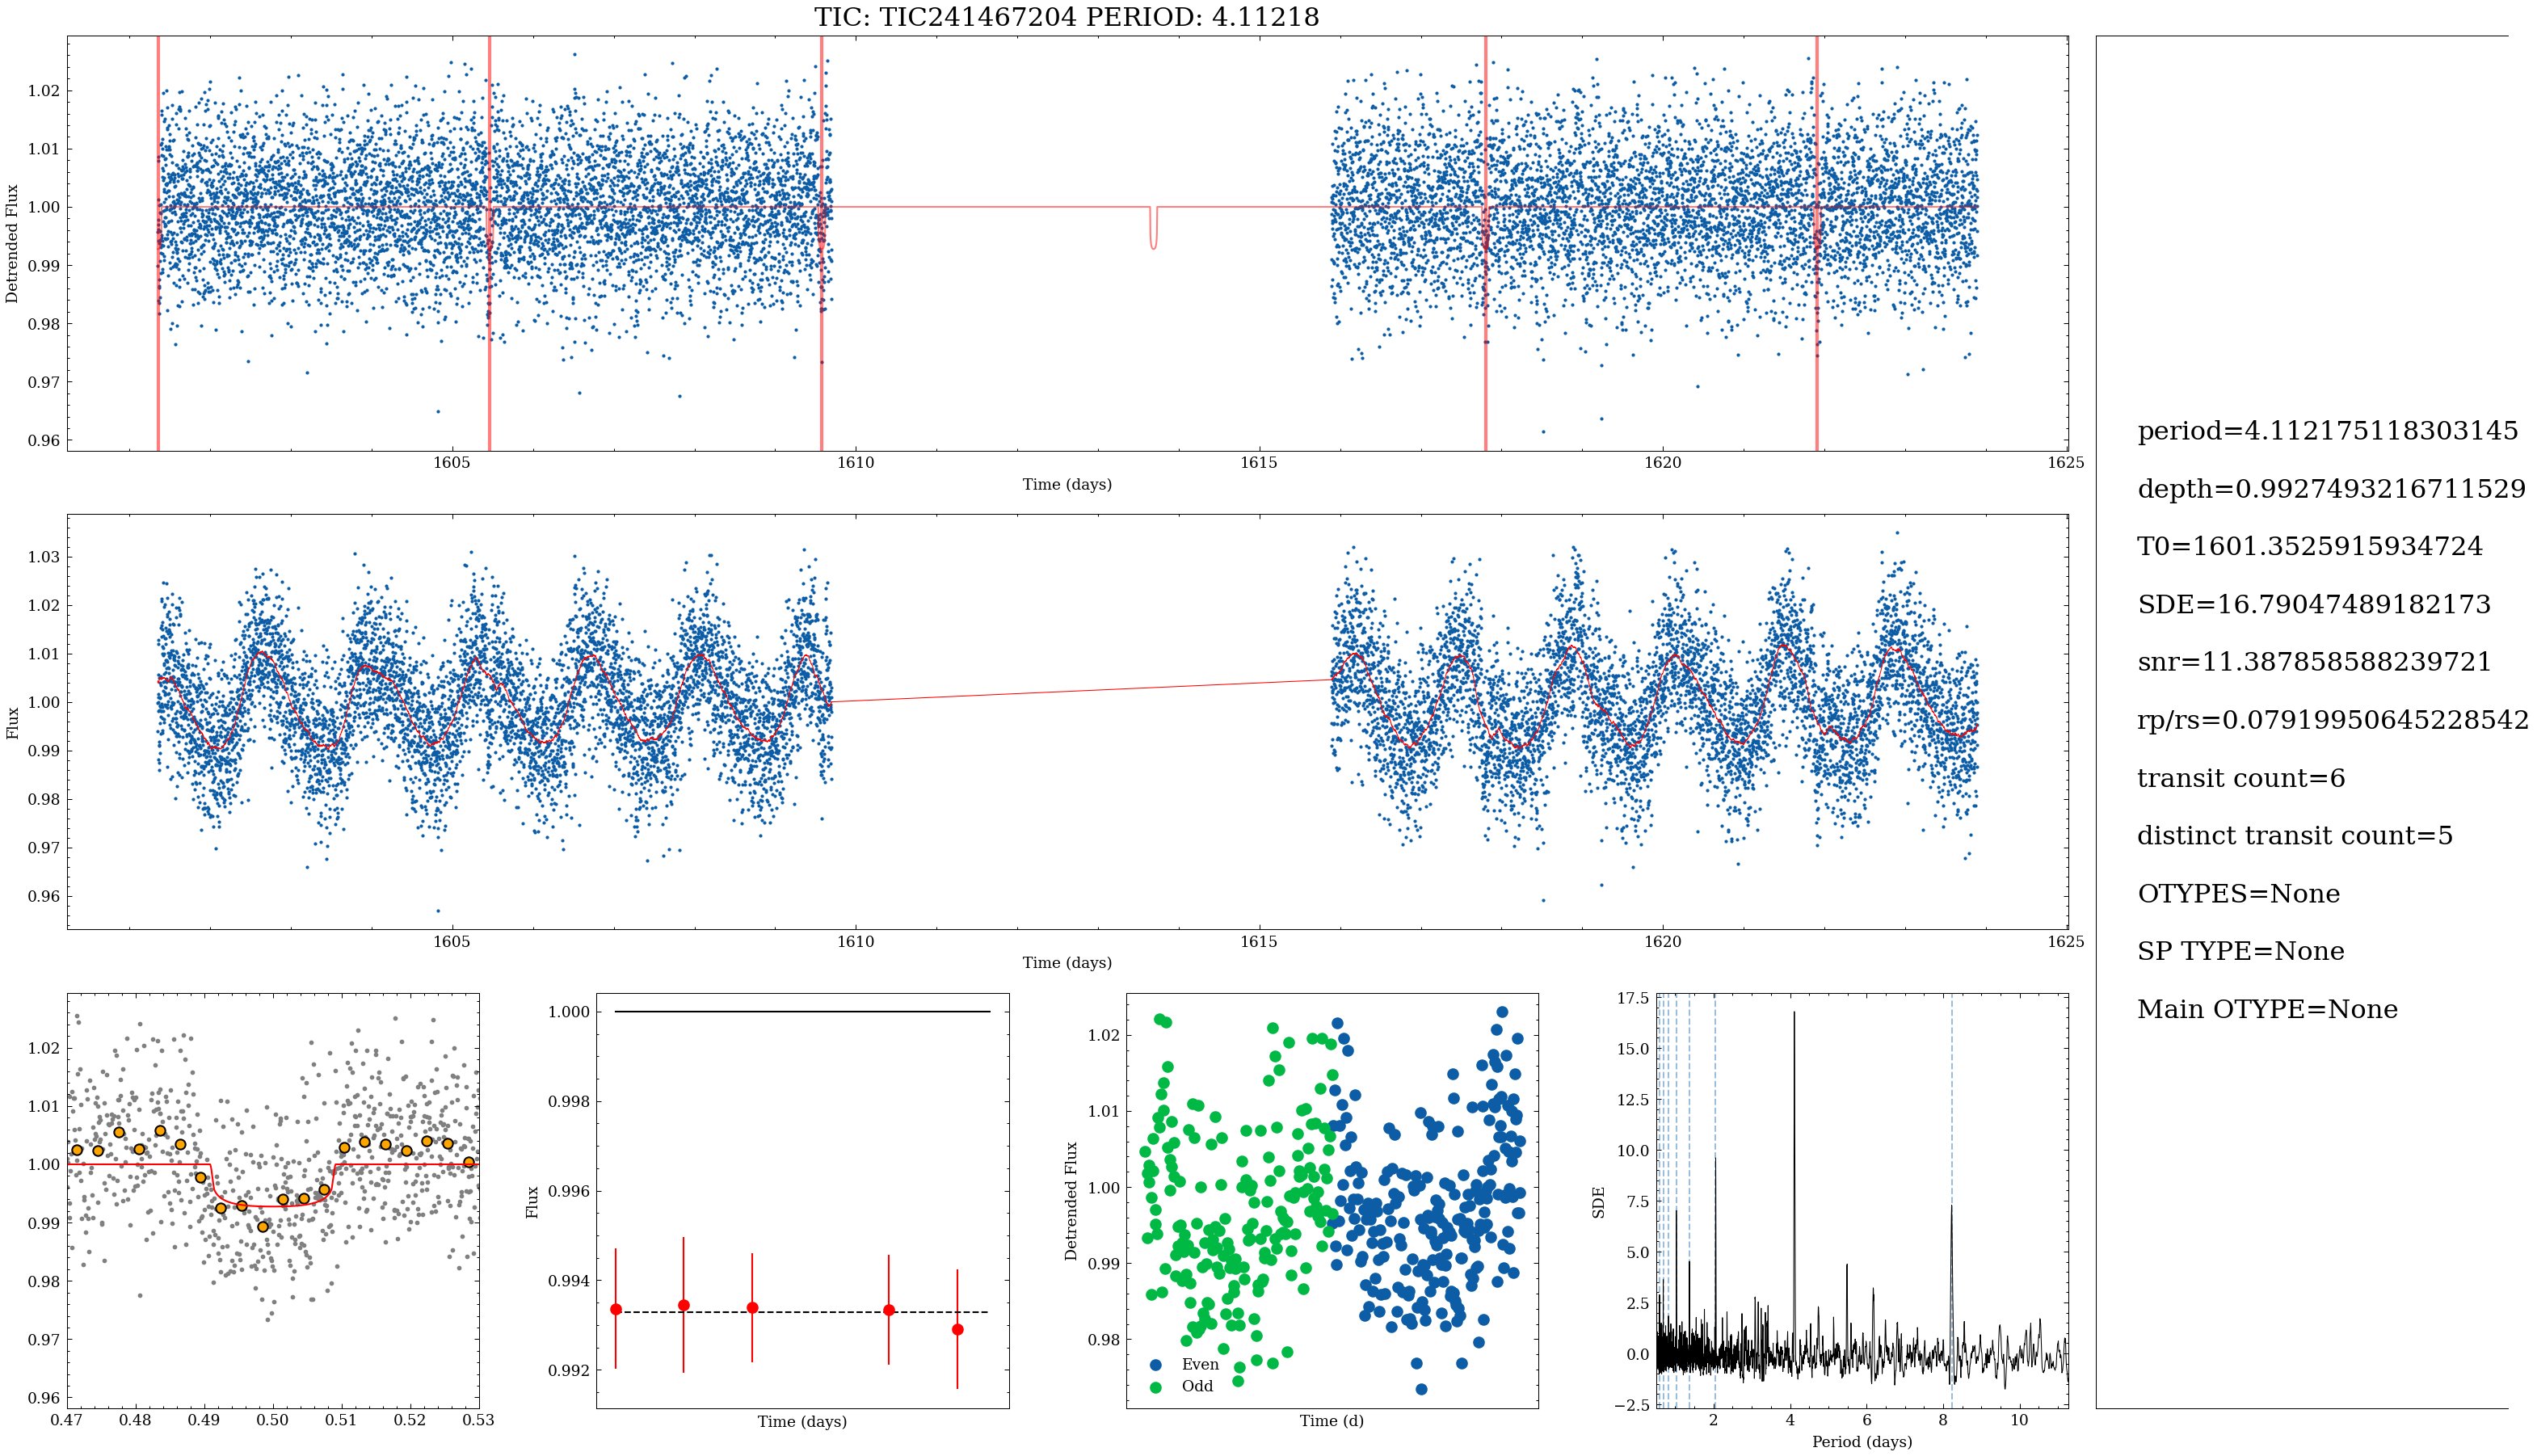 TIC: TIC241467204 PERIOD: 4.11218
Detrended Flux
1.02
1.01
1.00
0.99
0.98
0.97
0.96
1605
1610
1615
1620
1625
Time (days)
Flux
1.03
1.02
1.01
1.00
0.99
0.98
0.97
0.96
1605
1610
1615
1620
1625
Time (days)
1.02
1.01
1.00
0.99
0.98
0.97
0.96
0.47
0.48
0.49
0.50
0.51
0.52
0.53
Flux
1.000
0.998
0.996
0.994
0.992
Time (days)
Detrended Flux
1.02
1.01
1.00
0.99
0.98
Even
Odd
Time (d)
SDE
17.5
15.0
12.5
10.0
7.5
5.0
2.5
0.0
−2.5
2
4
6
8
10
Period (days)
period=4.112175118303145
depth=0.9927493216711529
T0=1601.3525915934724
SDE=16.79047489182173
snr=11.387858588239721
rp/rs=0.07919950645228542
transit count=6
distinct transit count=5
OTYPES=None
SP TYPE=None
Main OTYPE=None